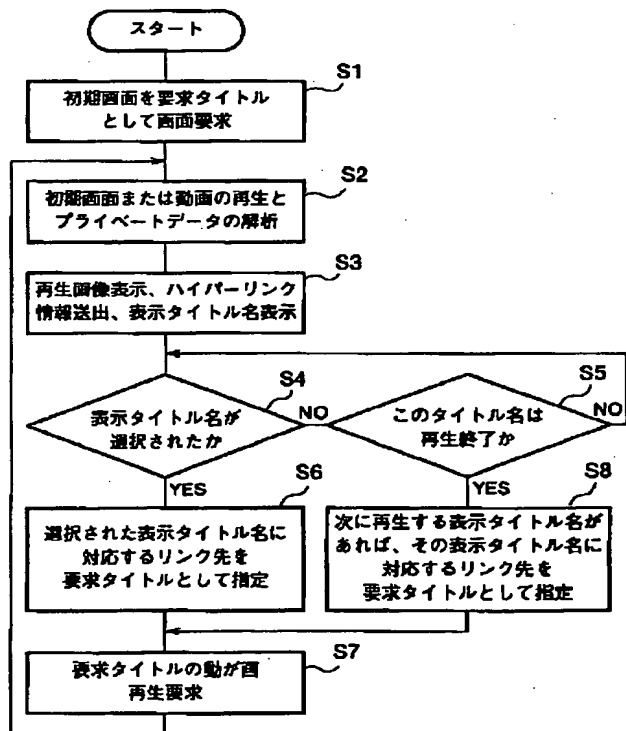 スタート
S1
初期画面を要求タイトル
として画面要求
S2
初期画面または動画の再生と
プライベートデータの解析
S3
再生画像表示、ハイパーリンク
情報送出、表示タイトル名表示
S4
表示タイトル名が
選択されたか
NO
YES
S5
このタイトル名は
再生終了か
NO
YES
S6
選択された表示タイトル名に
対応するリンク先を
要求タイトルとして指定
S8
次に再生する表示タイトル名が
あれば、その表示タイトル名に
対応するリンク先を
要求タイトルとして指定
S7
要求タイトルの動が画
再生要求